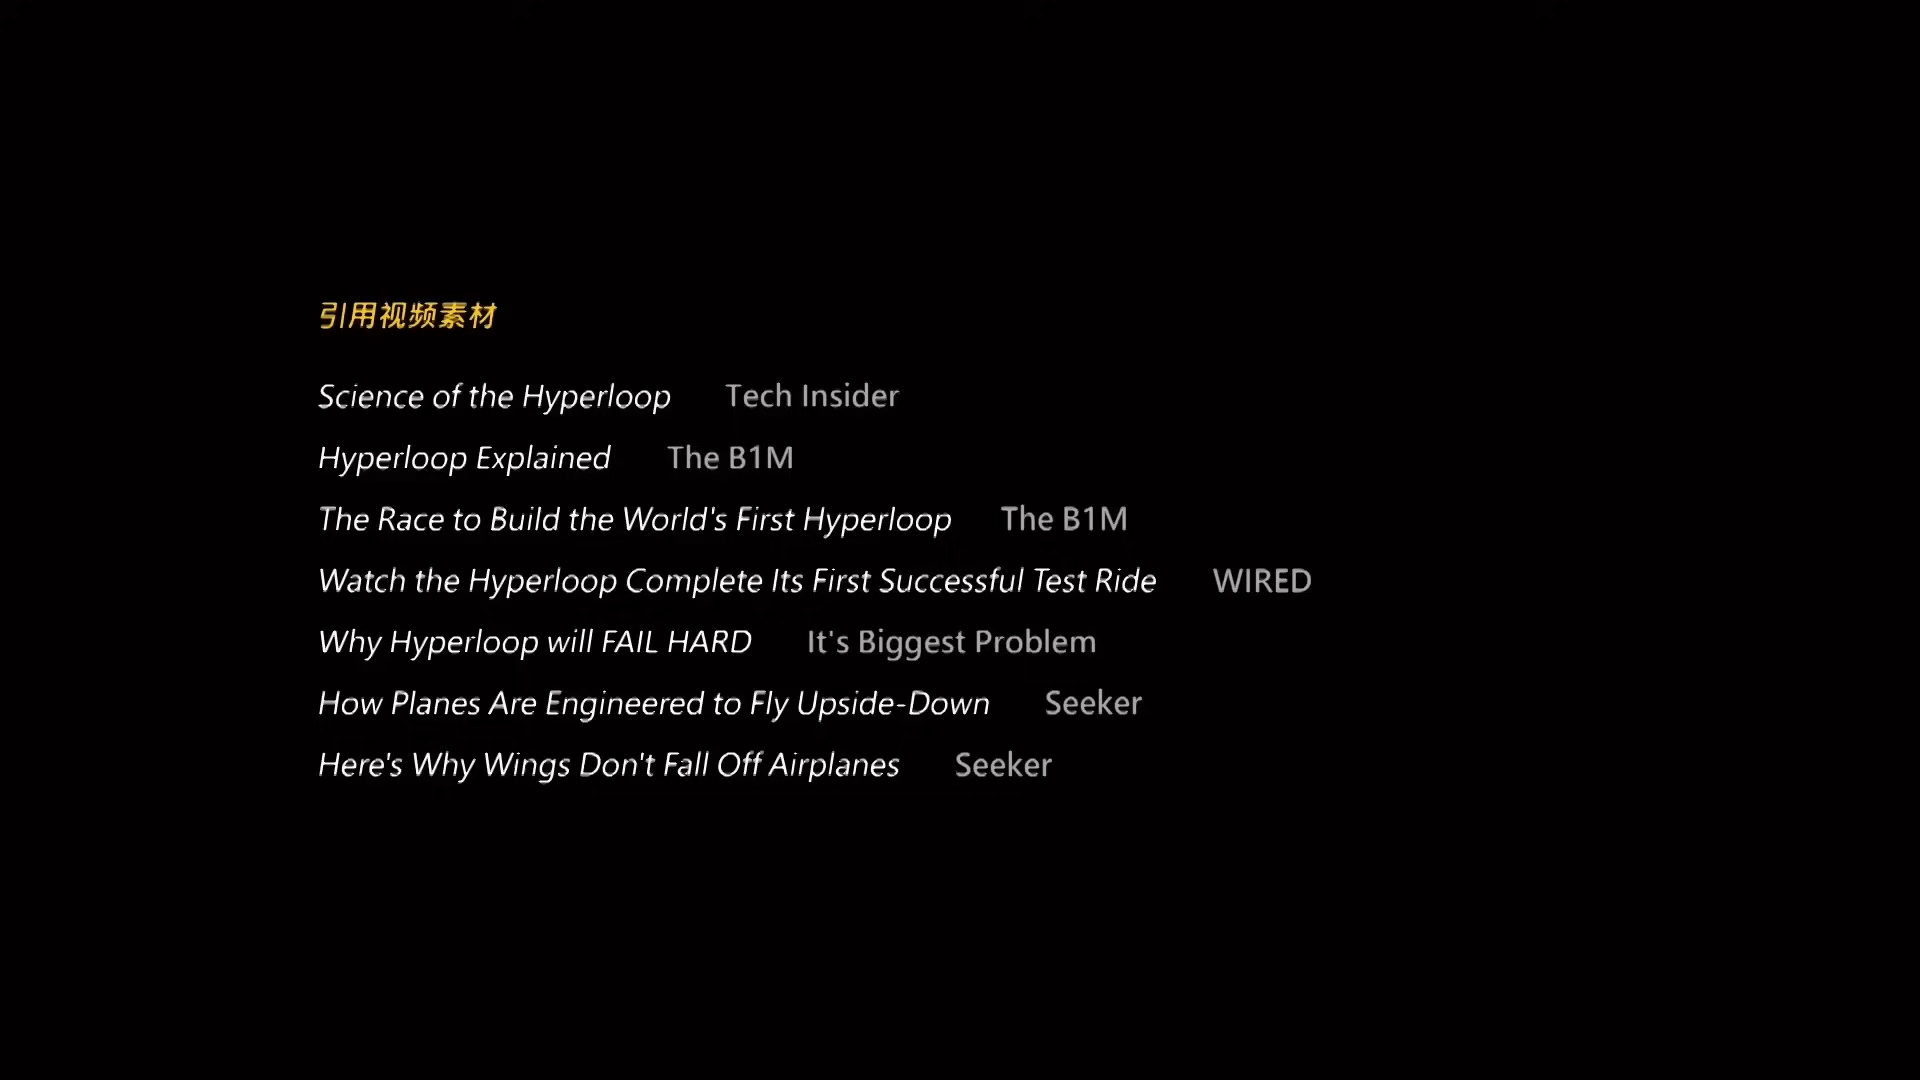 引用视频素材
Science of the Hyperloop Tech Insider
Hyperloop Explained The B1M
The Race to Build the World's First Hyperloop The B1M
Watch the Hyperloop Complete Its First Successful Test Ride WIRED
Why Hyperloop will FAIL HARD It's Biggest Problem
How Planes Are Engineered to Fly Upside-Down Seeker
Here's Why Wings Don't Fall Off Airplanes Seeker